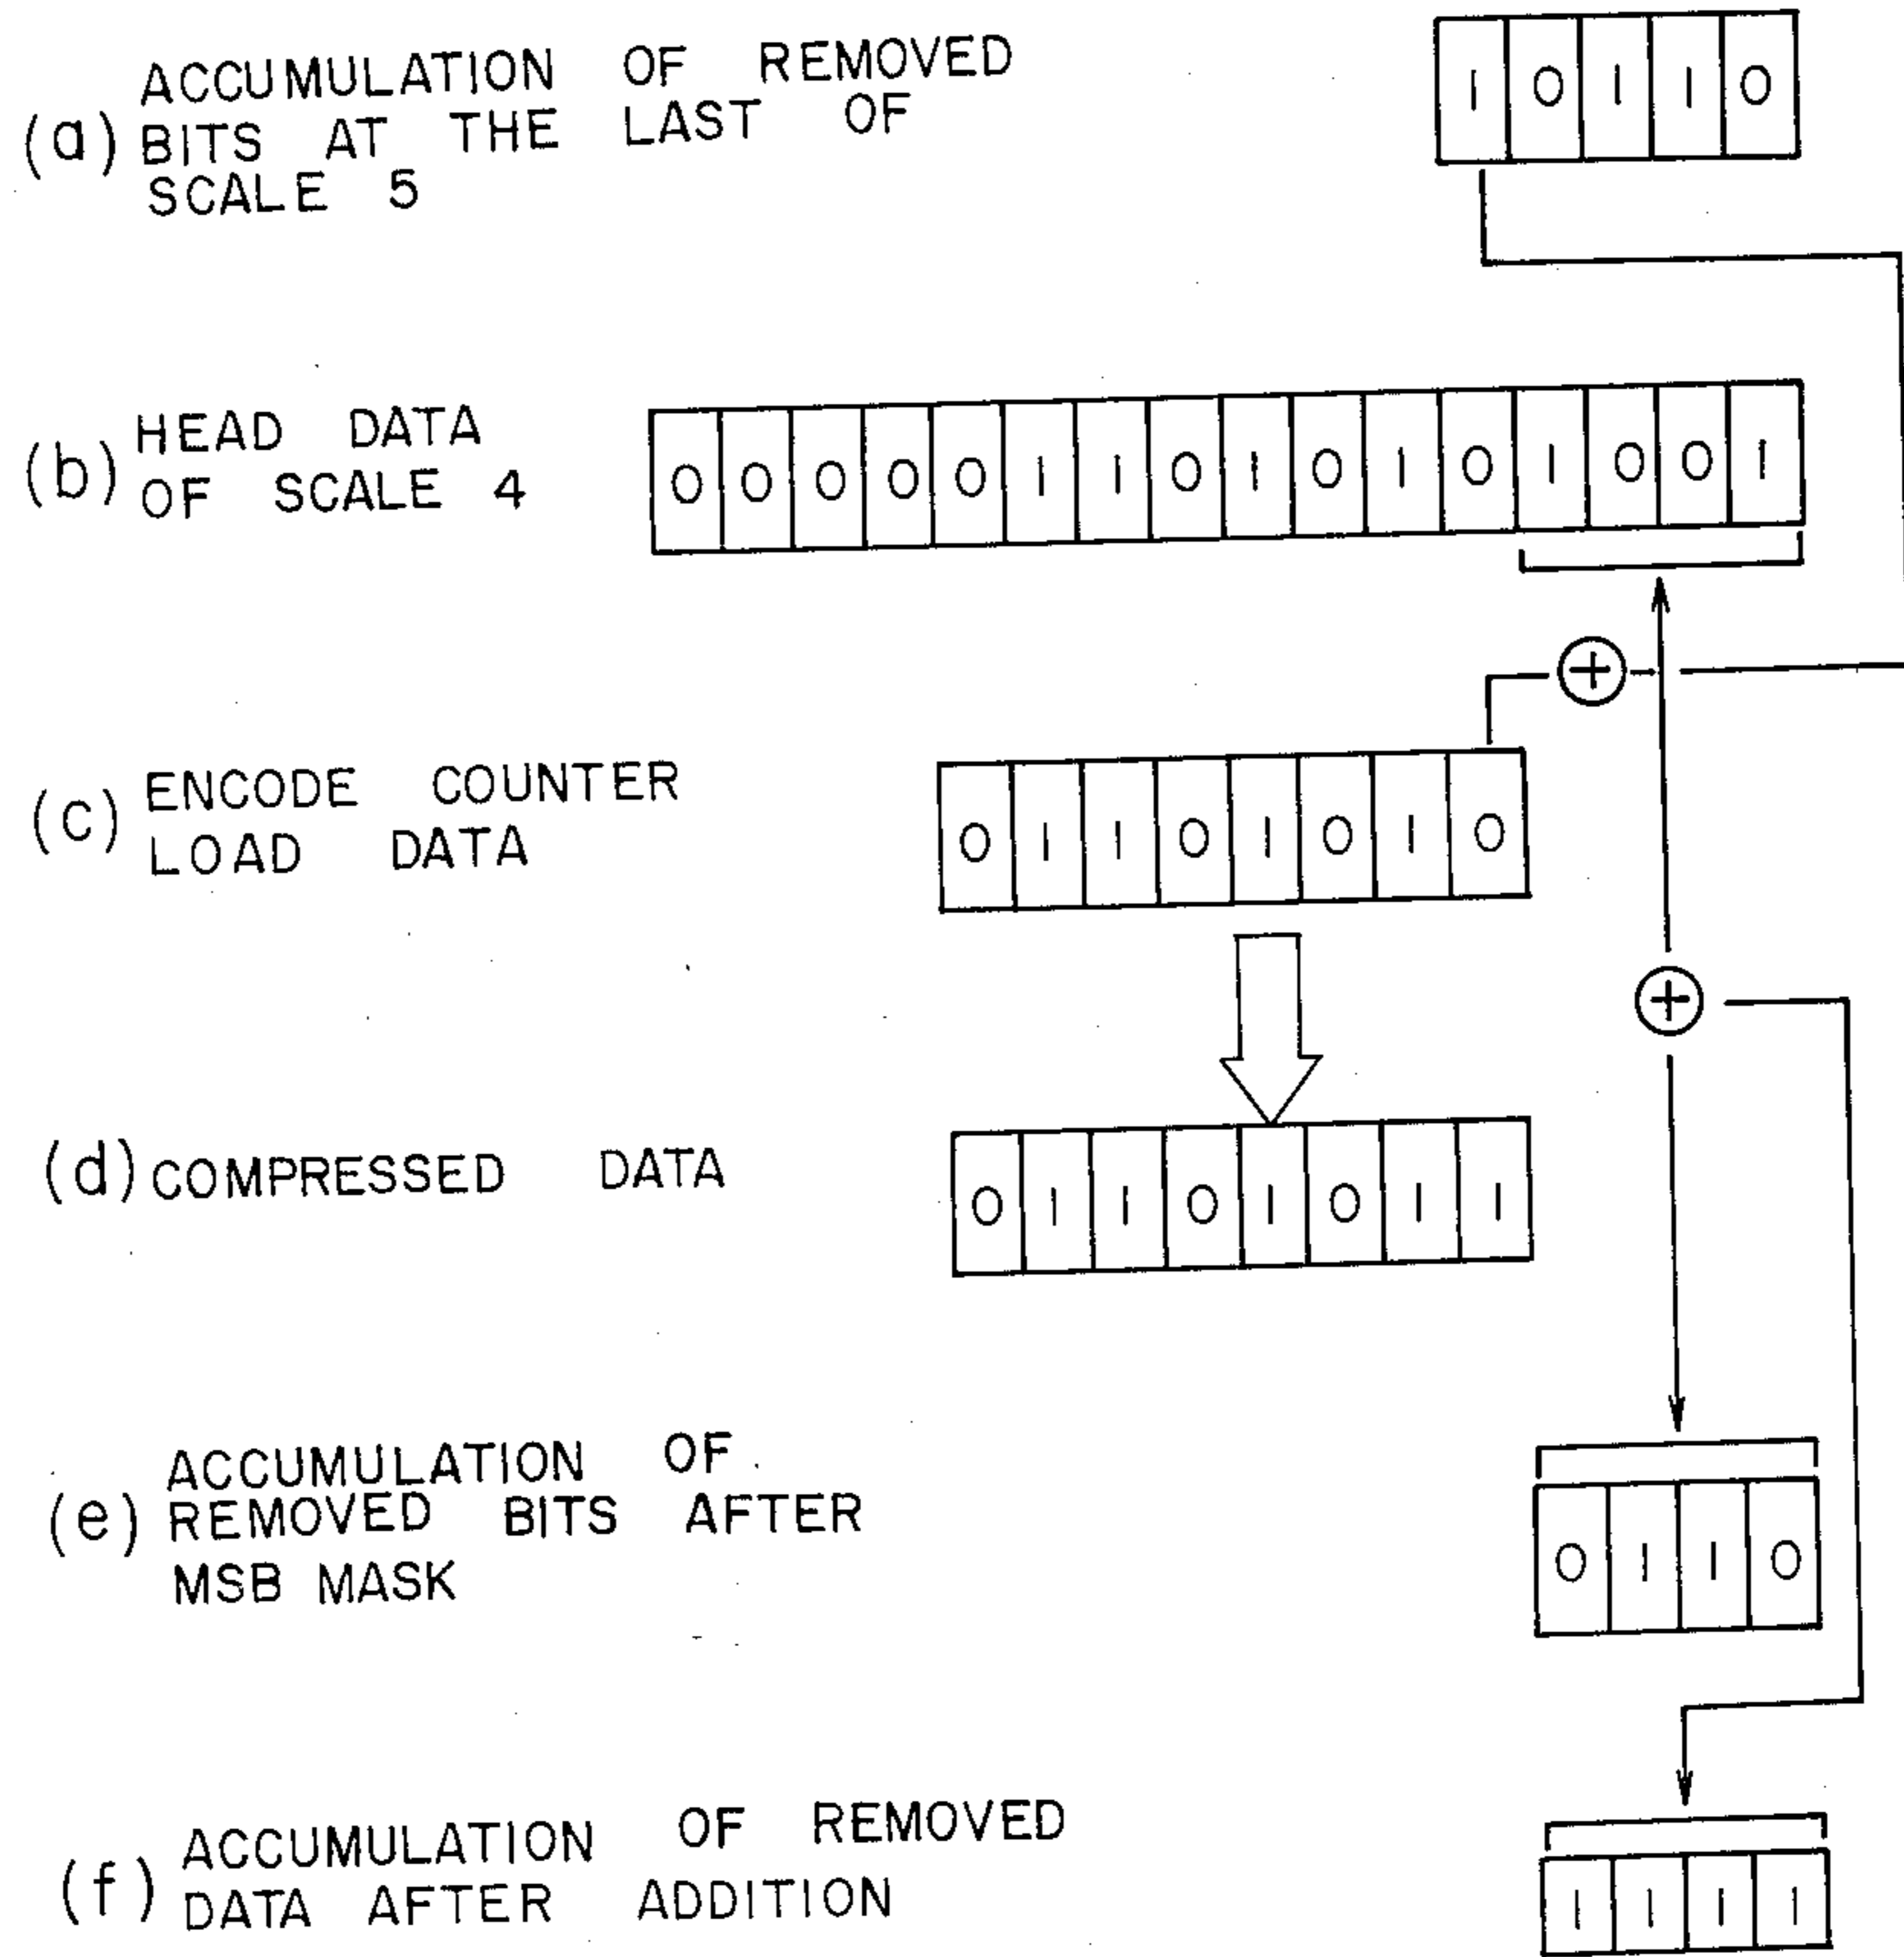 (a) ACCUMULATION OF REMOVED
BITS AT THE LAST OF
SCALE 5
1 0 1 1 0
(b) HEAD DATA
OF SCALE 4
0 0 0 0 0 1 1 0 1 0 1 0 1 0 0 1
+
(c) ENCODE COUNTER
LOAD DATA
0 1 1 0 1 0 1 0
+
(d) COMPRESSED DATA
0 1 1 0 1 0 1 1
(e) ACCUMULATION OF
REMOVED BITS AFTER
MSB MASK
0 1 1 0
(f) ACCUMULATION OF REMOVED
DATA AFTER ADDITION
1 1 1 1